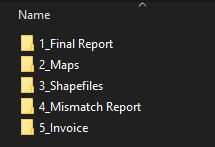 Name
1_Final Report
2_Maps
3_Shapefiles
4_Mismatch Report
5_Invoice